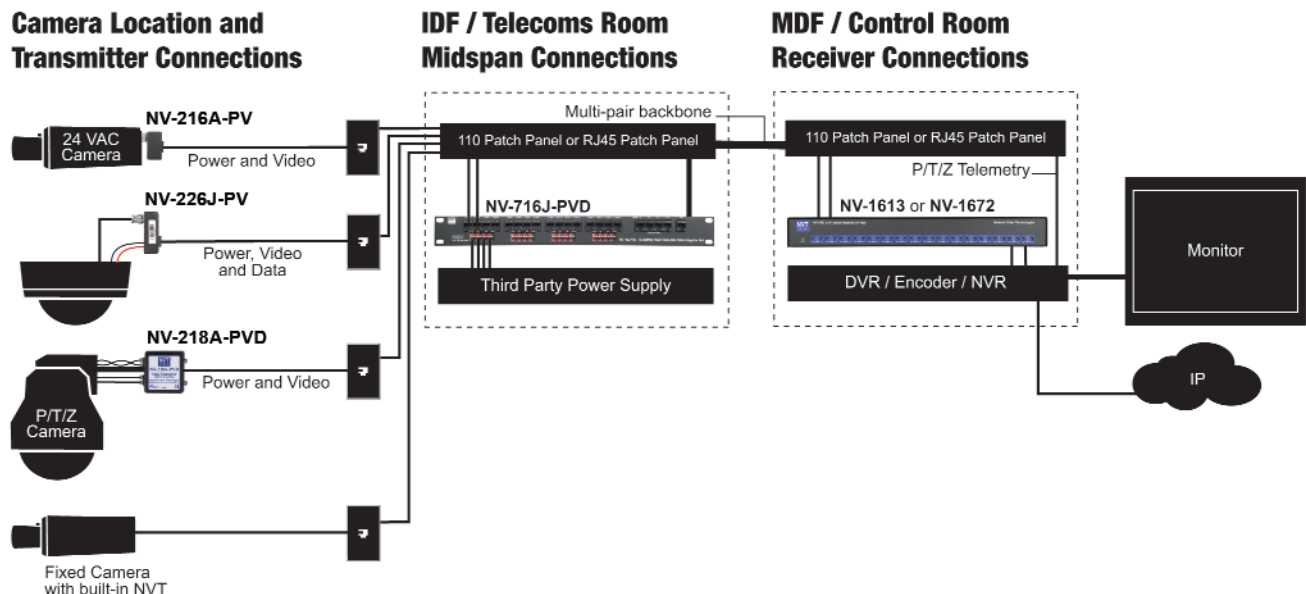 Camera Location and
Transmitter Connections
IDF / Telecoms Room
Midspan Connections
MDF / Control Room
Receiver Connections
NV-216A-PV
24 VAC
Camera
Power and Video
NV-226J-PV
Power, Video
and Data
NV-218A-PVD
Power and Video
P/T/Z
Camera
Fixed Camera
with built-in NVT
Multi-pair backbone
110 Patch Panel or RJ45 Patch Panel
NV-716J-PVD
Third Party Power Supply
110 Patch Panel or RJ45 Patch Panel
P/T/Z Telemetry
NV-1613 or NV-1672
NVT
DVR / Encoder / NVR
Monitor
IP